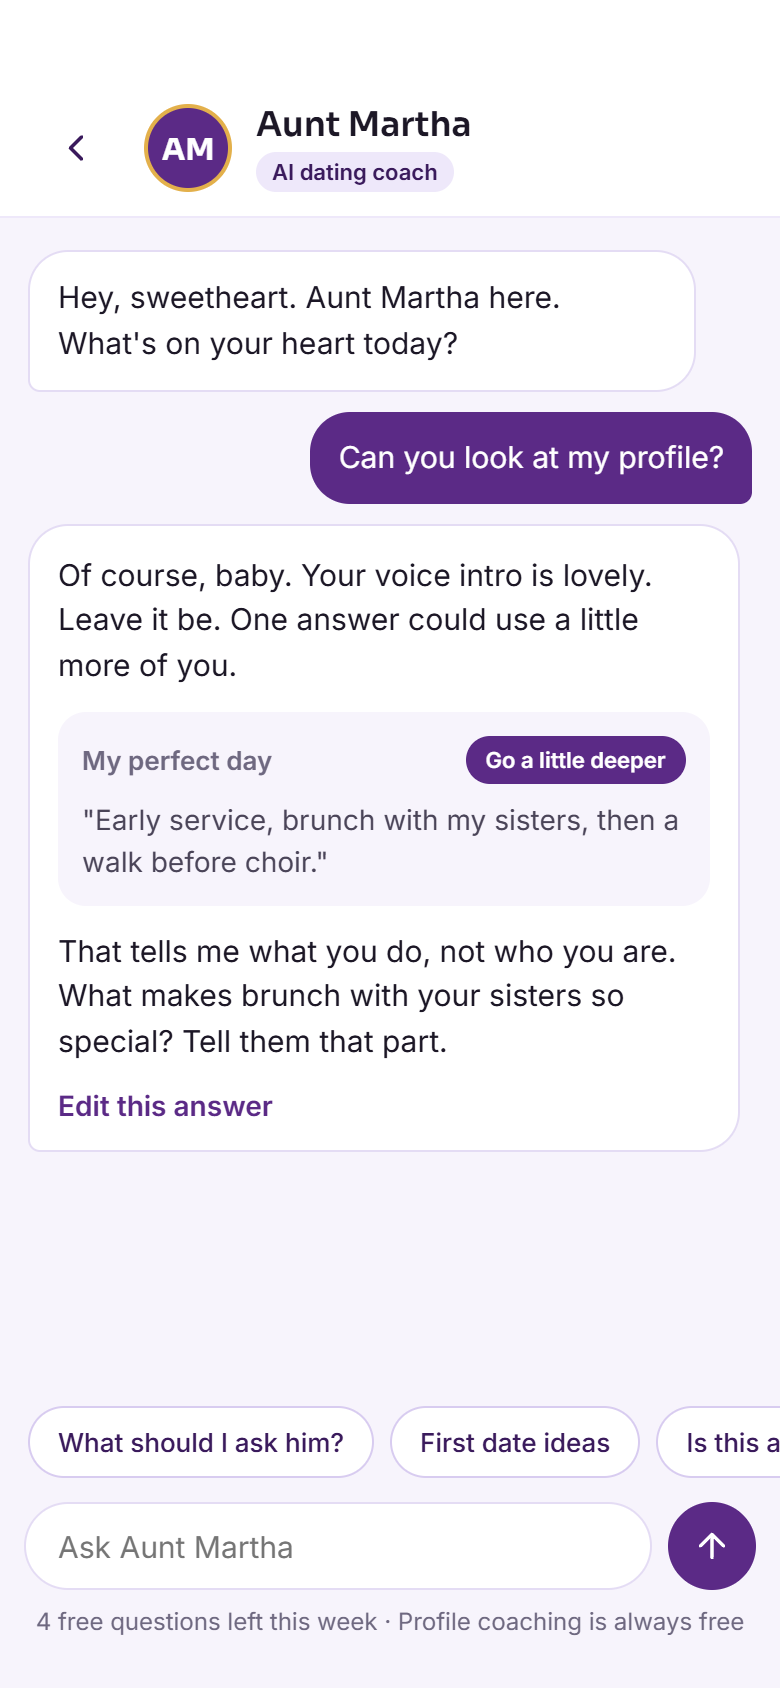 Aunt Martha
AM
AI dating coach
Hey, sweetheart. Aunt Martha here.
What's on your heart today?
Can you look at my profile?
Of course, baby. Your voice intro is lovely.
Leave it be. One answer could use a little
more of you.
My perfect day
Go a little deeper
"Early service, brunch with my sisters, then a
walk before choir."
That tells me what you do, not who you are.
What makes brunch with your sisters so
special? Tell them that part.
Edit this answer
What should I ask him?
First date ideas
Is this a
Ask Aunt Martha
4 free questions left this week · Profile coaching is always free